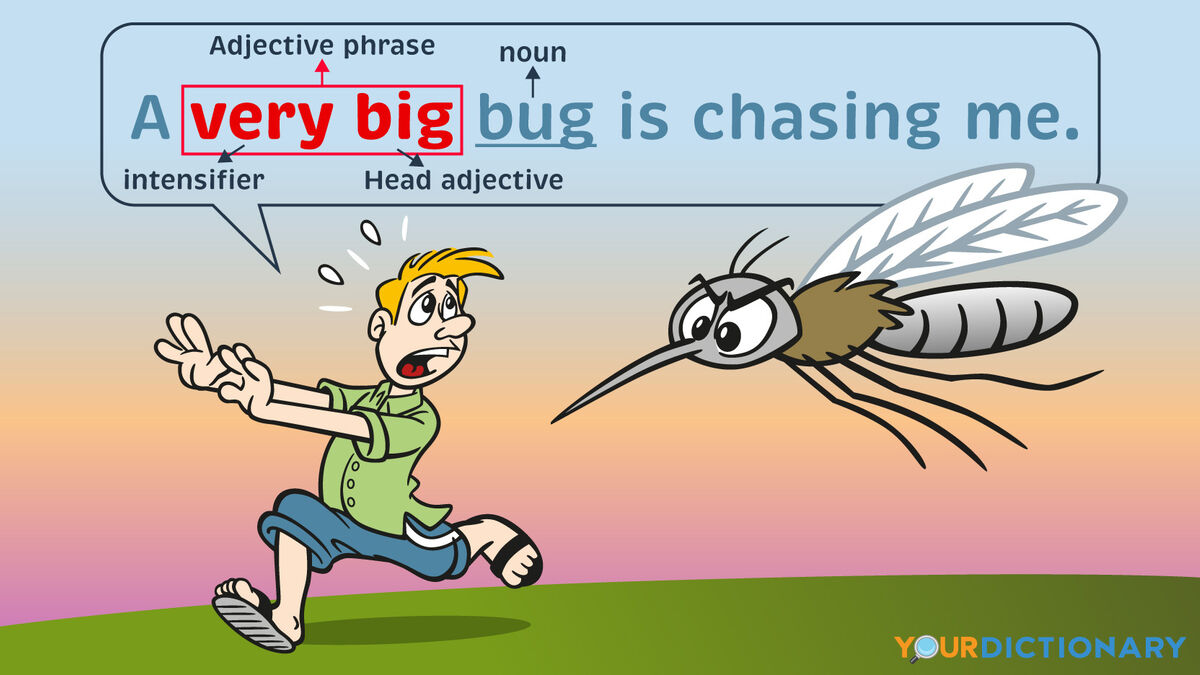 Adjective phrase
noun
A very big bug is chasing me.
intensifier
Head adjective
YOURDICTIONARY